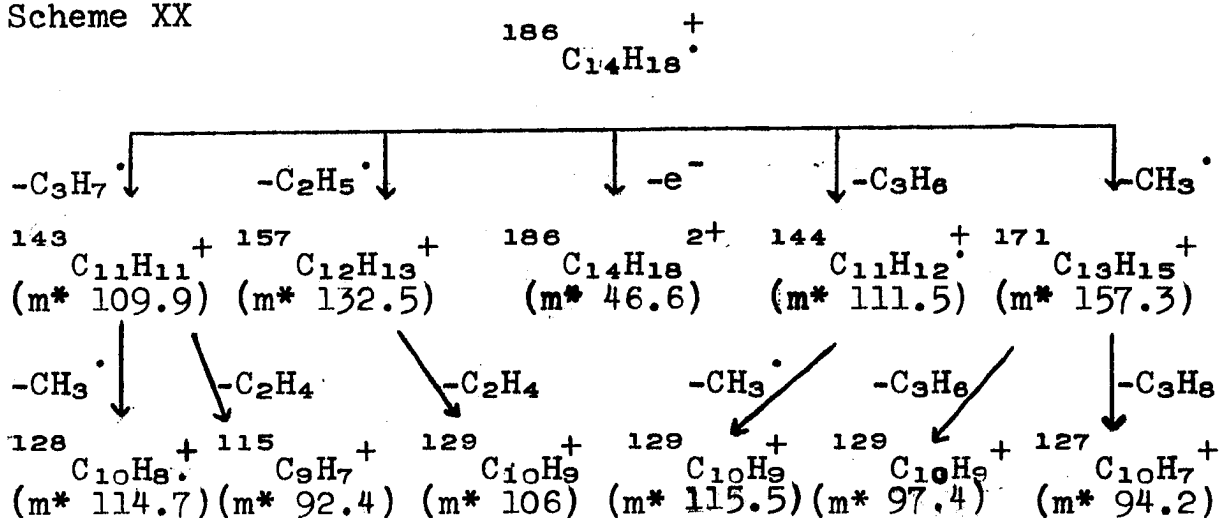 Scheme XX
186 C14H18 +•
-C3H7• -C2H5• -e- -C3H6 -CH3•
143 C11H11+ 157 C12H13+ 186 C14H18 2+ 144 C11H12+• 171 C13H15+
(m* 109.9) (m* 132.5) (m* 46.6) (m* 111.5) (m* 157.3)
-CH3• -C2H4 -C2H4 -CH3• -C3H6 -C3H8
128 C10H8+• 115 C9H7+ 129 C10H9+ 129 C10H9+ 129 C10H9+ 127 C10H7+
(m* 114.7) (m* 92.4) (m* 106) (m* 115.5) (m* 97.4) (m* 94.2)